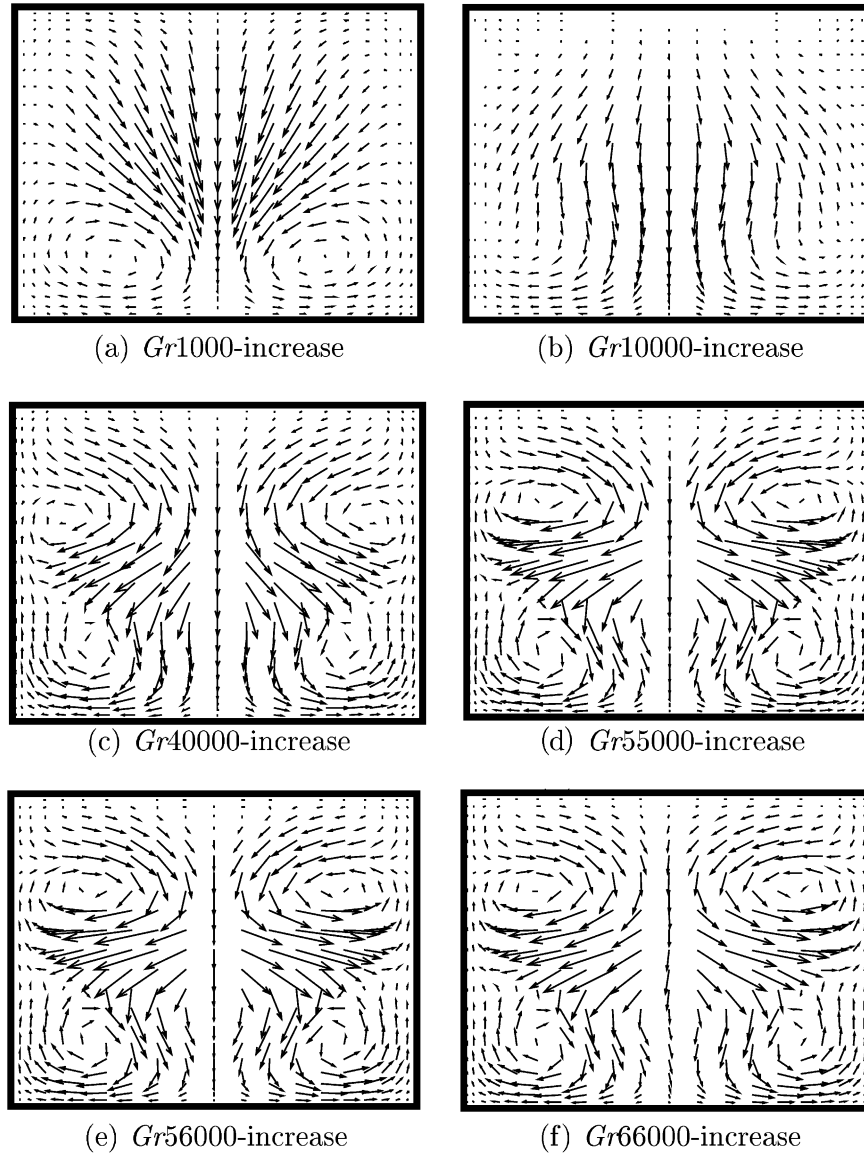 (a) Gr1000-increase
(b) Gr10000-increase
(c) Gr40000-increase
(d) Gr55000-increase
(e) Gr56000-increase
(f) Gr66000-increase